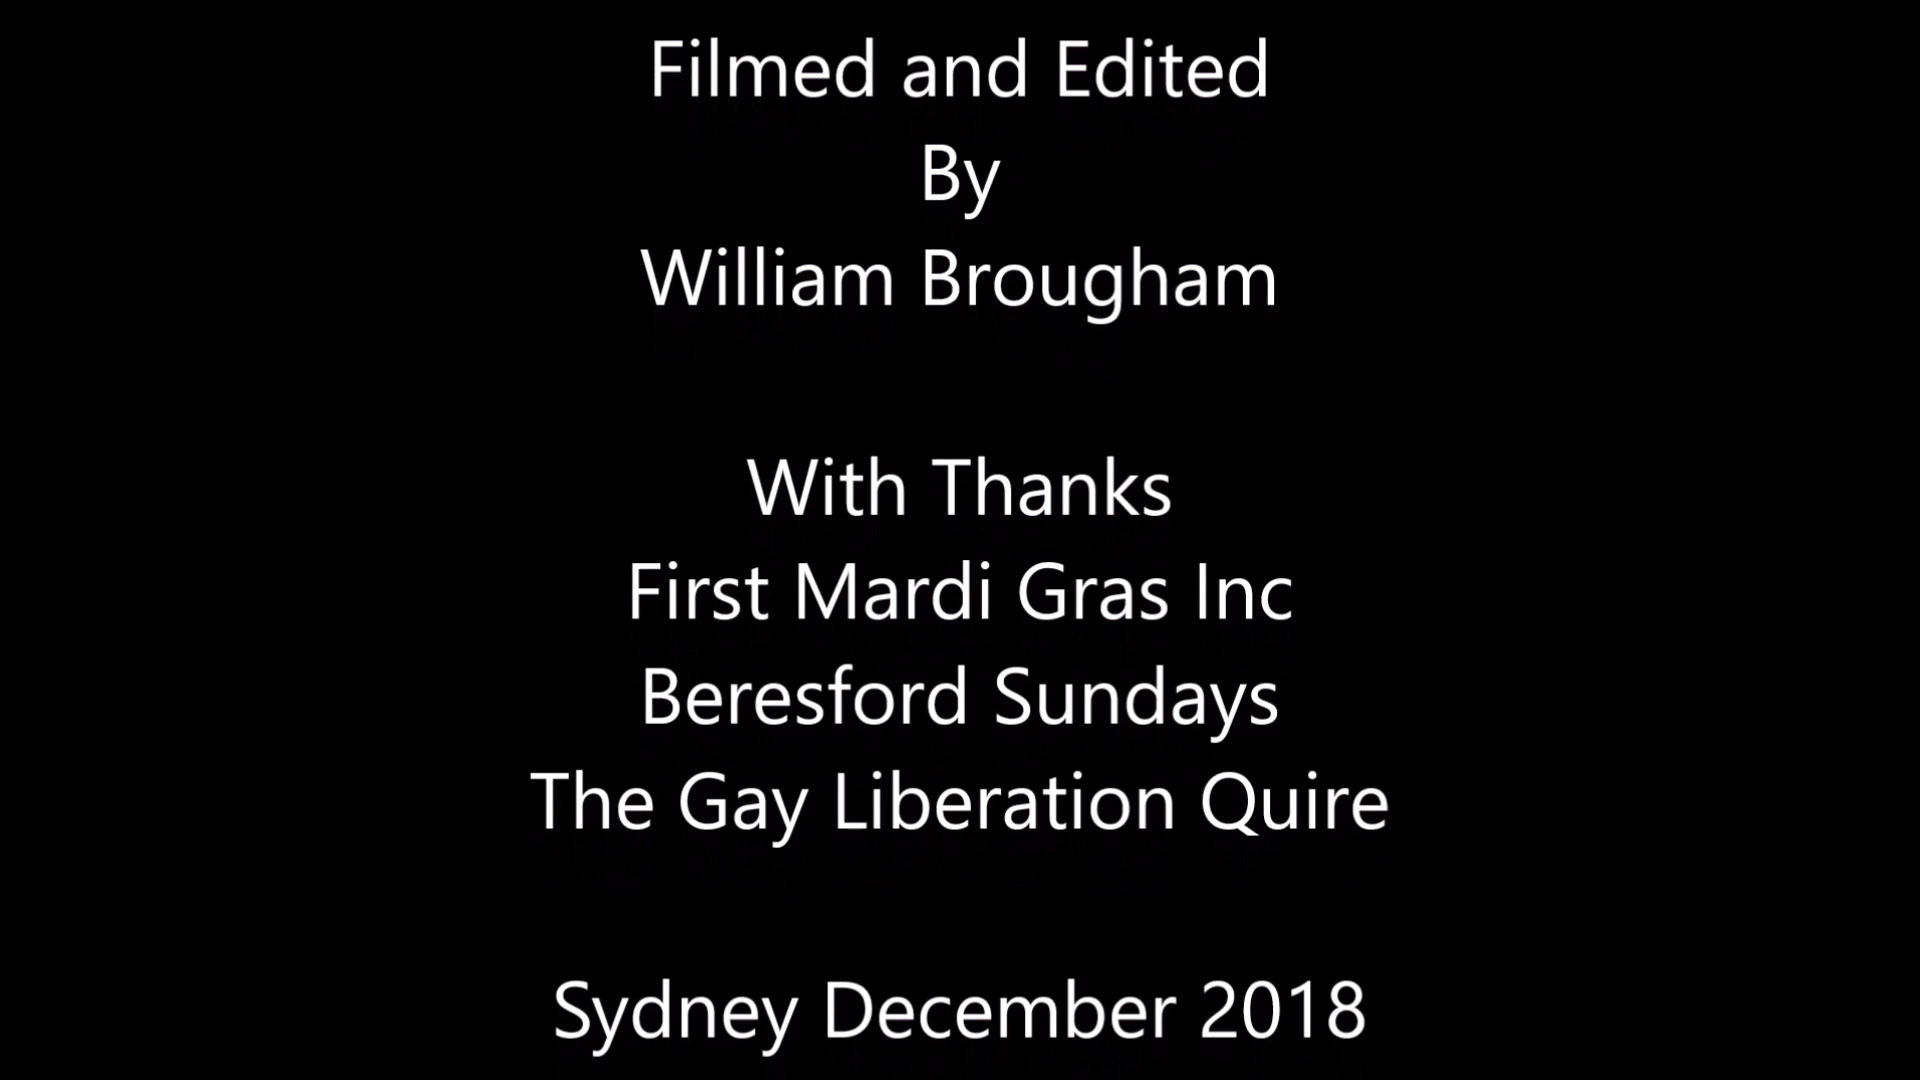 Filmed and Edited
By
William Brougham
With Thanks
First Mardi Gras Inc
Beresford Sundays
The Gay Liberation Quire
Sydney December 2018